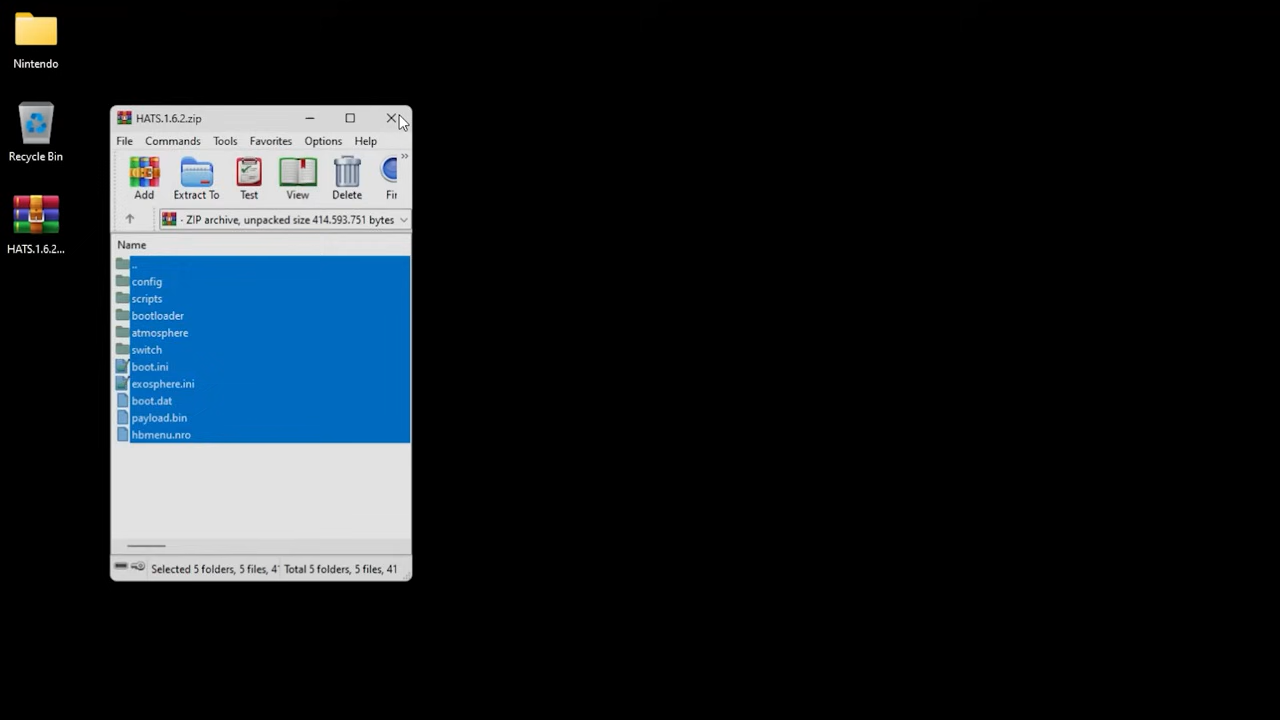 Nintendo
Recycle Bin
HATS.1.6.2...
HATS.1.6.2.zip
File Commands Tools Favorites Options Help
Add Extract To Test View Delete Fir
- ZIP archive, unpacked size 414.593.751 bytes
Name
..
config
scripts
bootloader
atmosphere
switch
boot.ini
exosphere.ini
boot.dat
payload.bin
hbmenu.nro
Selected 5 folders, 5 files, 4 Total 5 folders, 5 files, 41